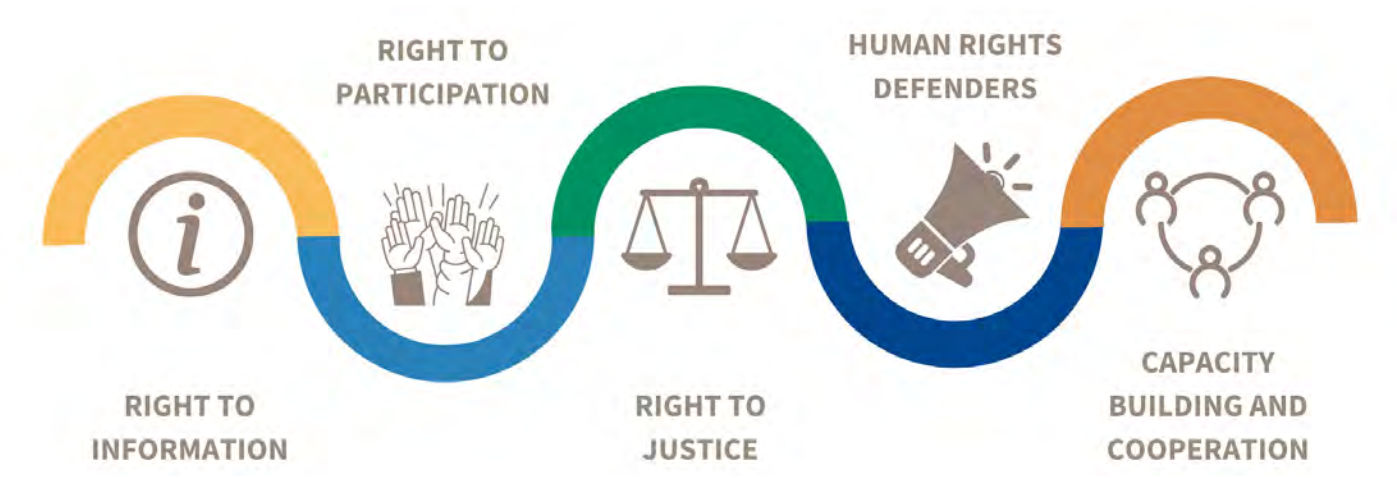 RIGHT TO
INFORMATION
RIGHT TO
PARTICIPATION
RIGHT TO
JUSTICE
HUMAN RIGHTS
DEFENDERS
CAPACITY
BUILDING AND
COOPERATION